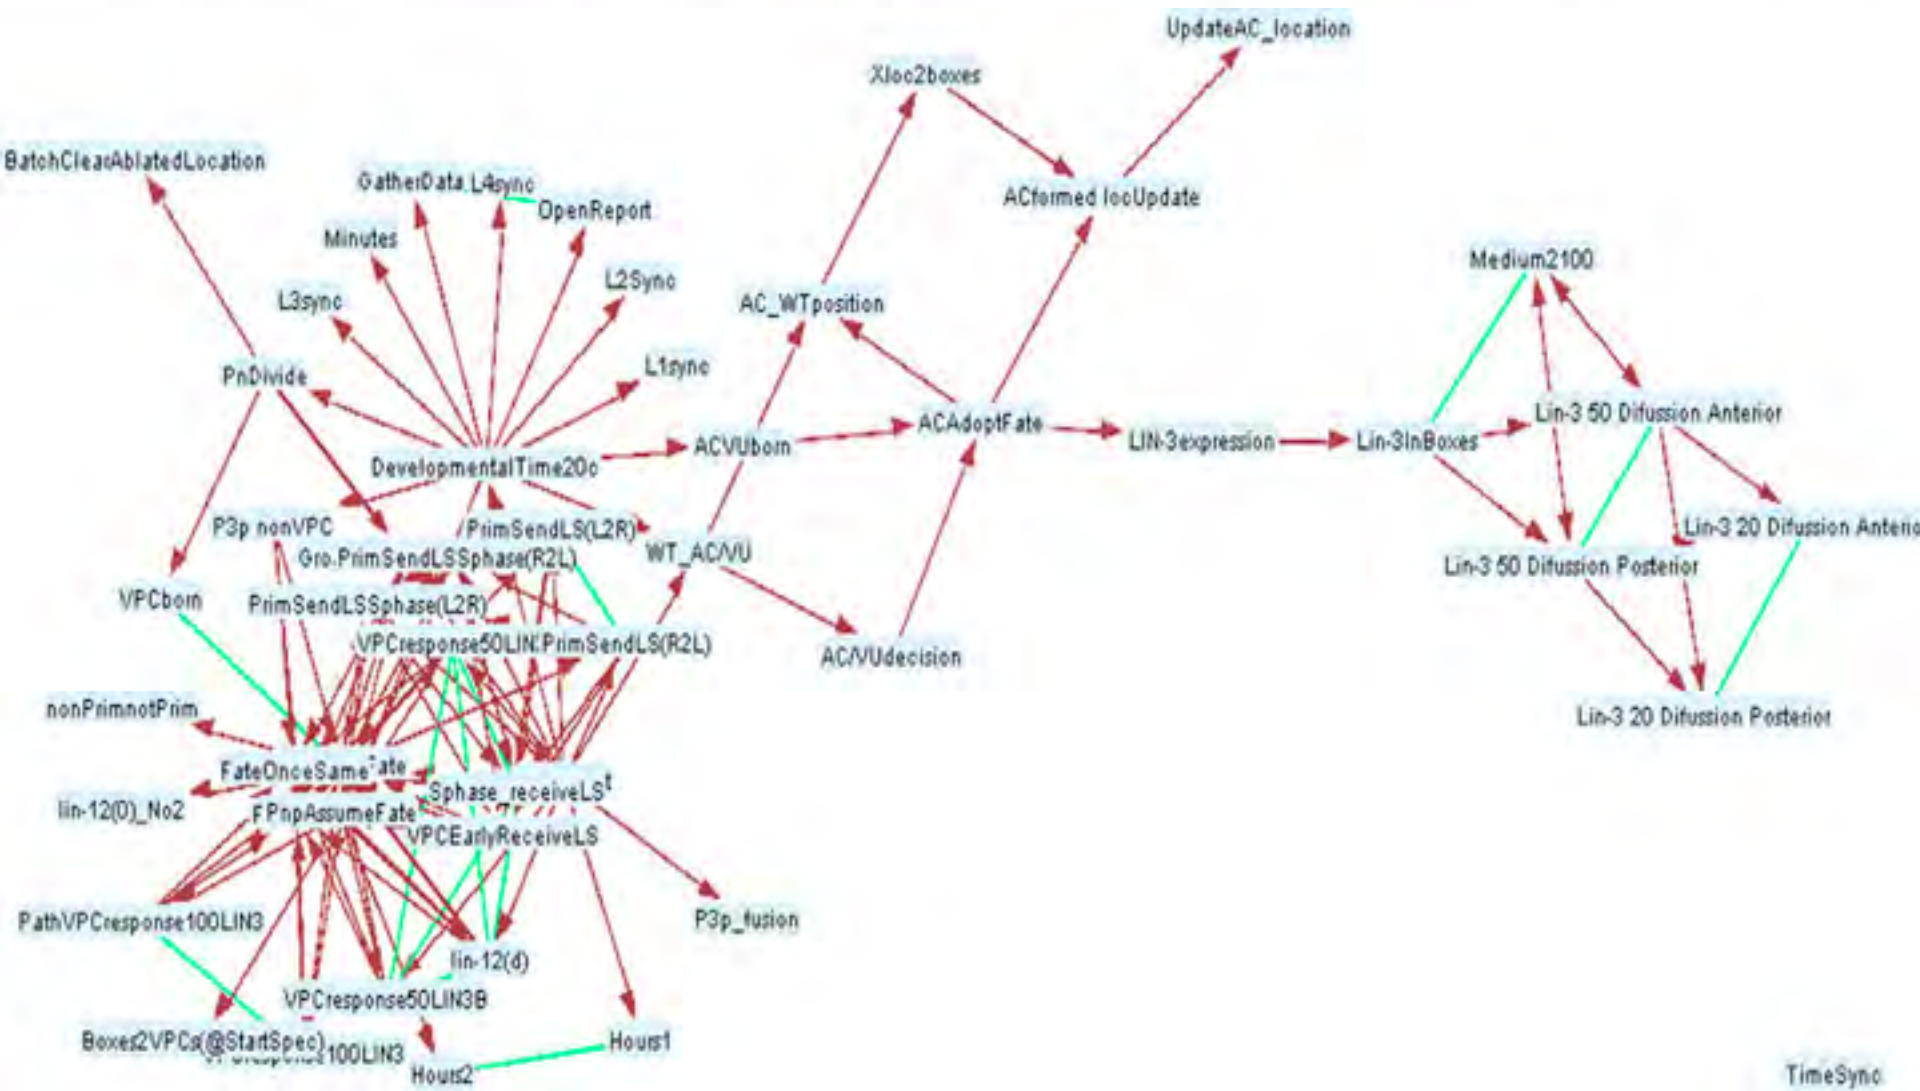 UpdateAC_location
Xloc2boxes
BatchClearAblatedLocation
GatherData
L4sync
OpenReport
ACformed locUpdate
Minutes
Medium2100
L2Sync
L3sync
AC_WTposition
L1sync
PnDivide
Lin-3 50 Difussion Anterior
ACAdoptFate
LIN-3expression
Lin-3InBoxes
ACVUborn
DevelopmentalTime20c
P3p nonVPC
PrimSendLS(L2R)
Lin-3 20 Difussion Anterio
Gro.PrimSendLSSphase(R2L)
WT_AC/VU
Lin-3 50 Difussion Posterior
VPCborn
PrimSendLSSphase(L2R)
VPCresponse50LIN
PrimSendLS(R2L)
AC/VUdecision
nonPrimnotPrim
Lin-3 20 Difussion Posterior
FateOnceSame
ate
Sphase_receiveLS
t
lin-12(0)_No2
F
PnpAssumeFate
VPCEarlyReceiveLS
PathVPCresponse100LIN3
P3p_fusion
lin-12(d)
VPCresponse50LIN3B
Boxes2VPCs(@StartSpec)
100LIN3
Hours1
Hours2
TimeSync